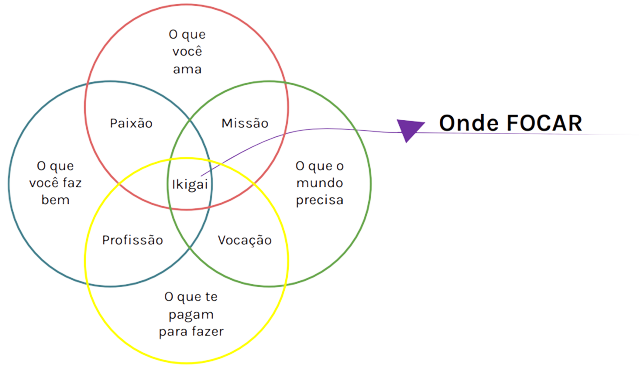 O que
você
ama
Paixão
Missão
Onde FOCAR
O que
você faz
bem
Ikigai
O que o
mundo
precisa
Profissão
Vocação
O que te
pagam
para fazer